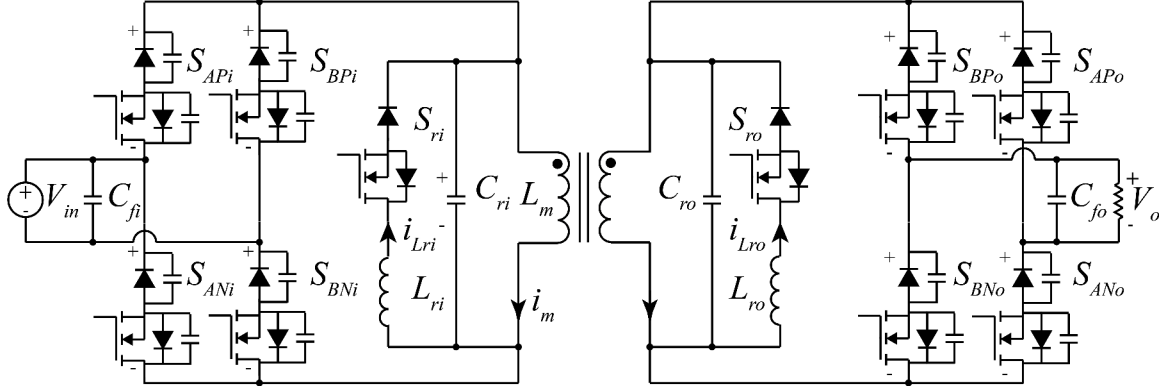 + S_APi
+ S_BPi
+ S_BPo
+ S_APo
S_ri
S_ro
- - - -
V_in
+ -
C_fi
+ C_ri -
L_m
C_ro
C_fo
+ V_o -
i_Lri
i_Lro
+ S_ANi
+ S_BNi
L_ri
i_m
L_ro
+ S_BNo
+ S_ANo
- - - -